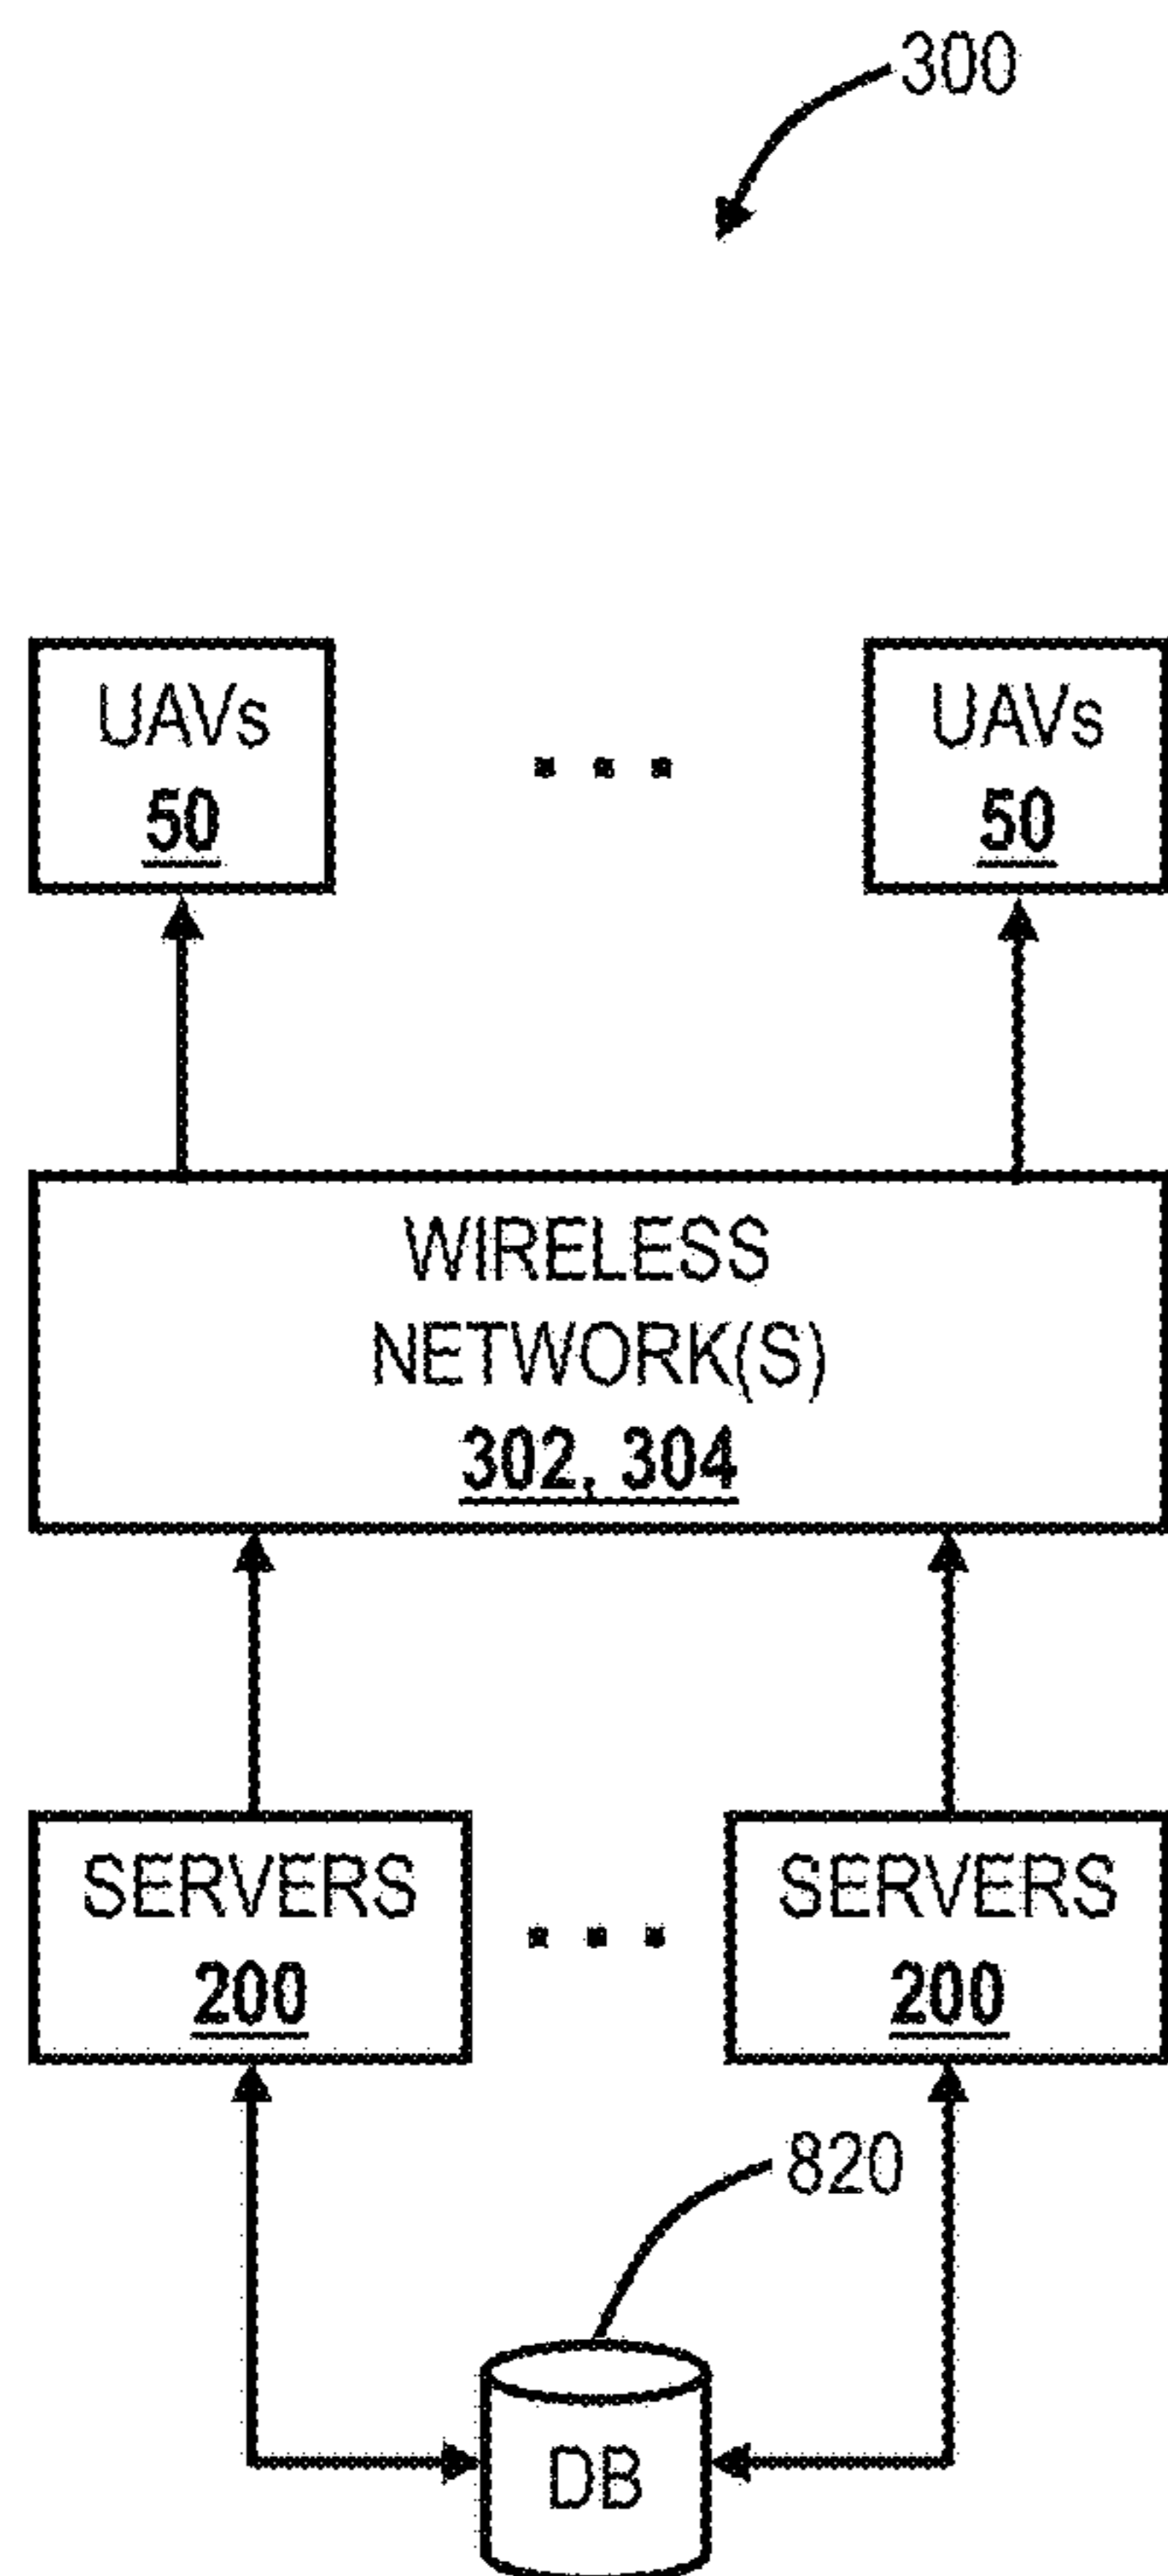 300
UAVs
50
UAVs
50
WIRELESS
NETWORK(S)
302, 304
SERVERS
200
SERVERS
200
820
DB